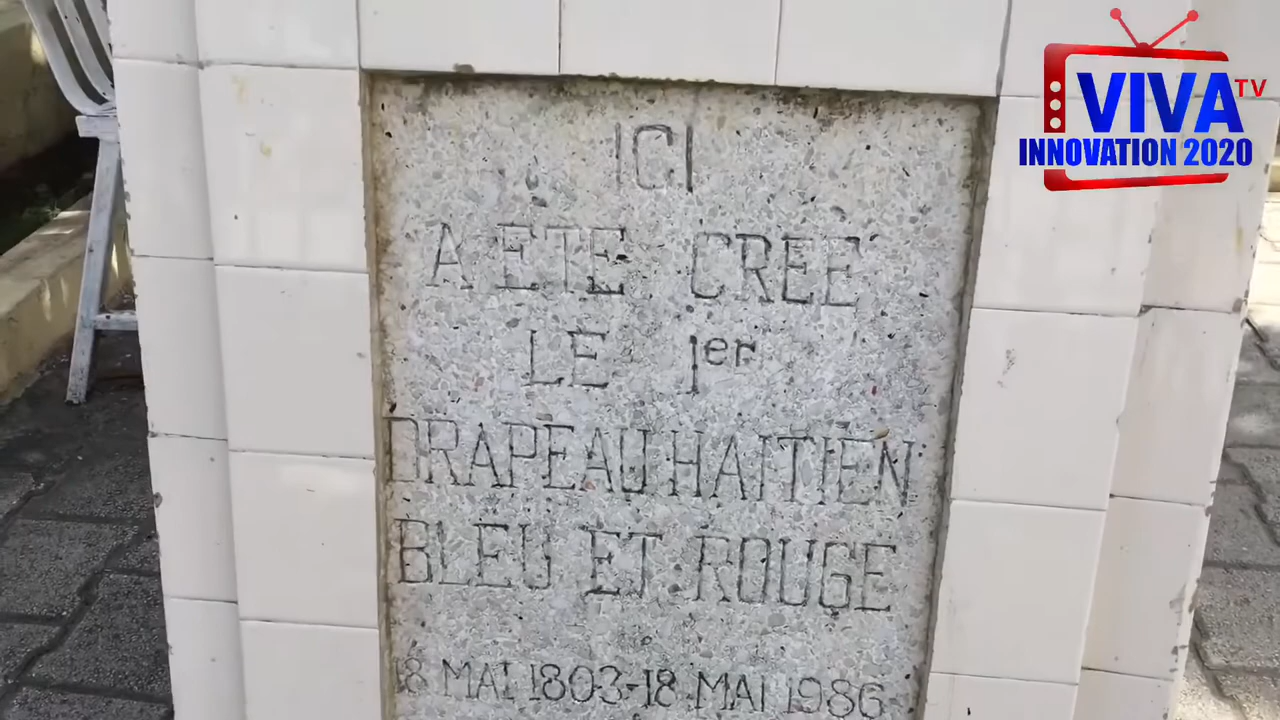 ICI
A ETE CREE
LE 1er
DRAPEAU HAITIEN
BLEU ET ROUGE
18 MAI 1803-18 MAI 1986
VIVA TV
INNOVATION 2020